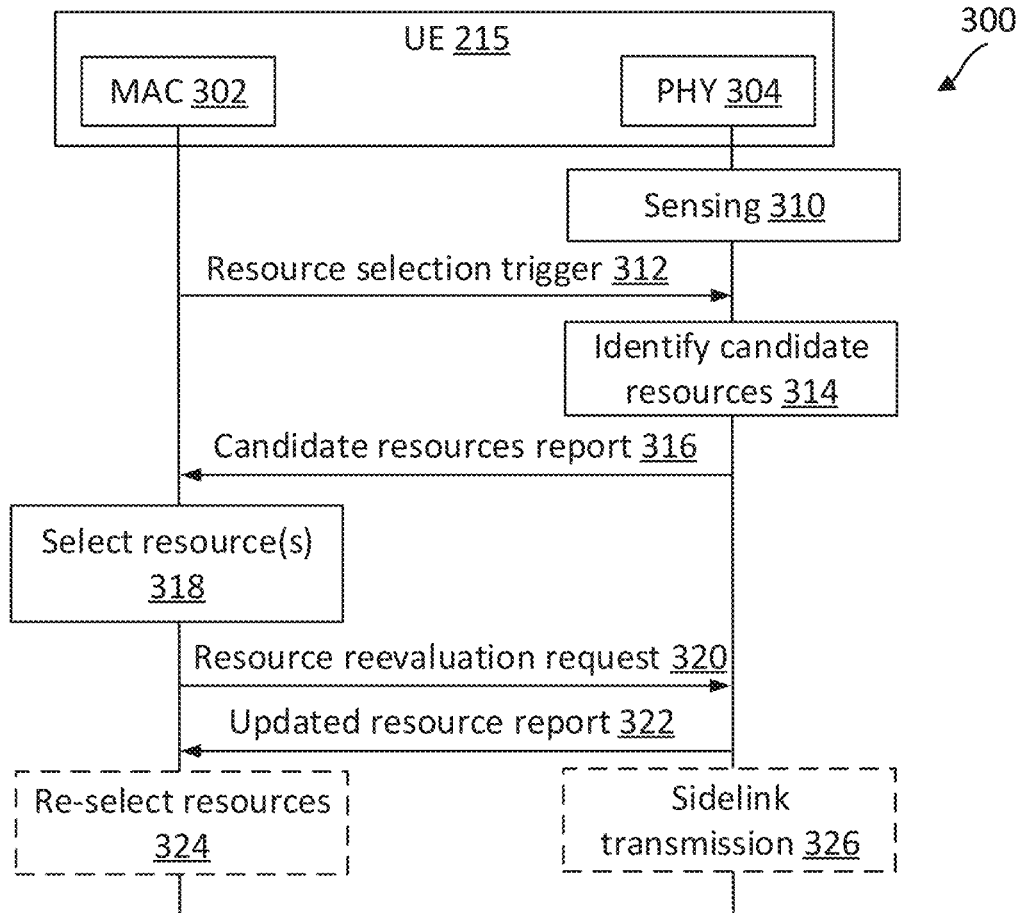 UE 215
300
MAC 302
PHY 304
Sensing 310
Resource selection trigger 312
Identify candidate
resources 314
Candidate resources report 316
Select resource(s)
318
Resource reevaluation request 320
Updated resource report 322
Re-select resources
324
Sidelink
transmission 326